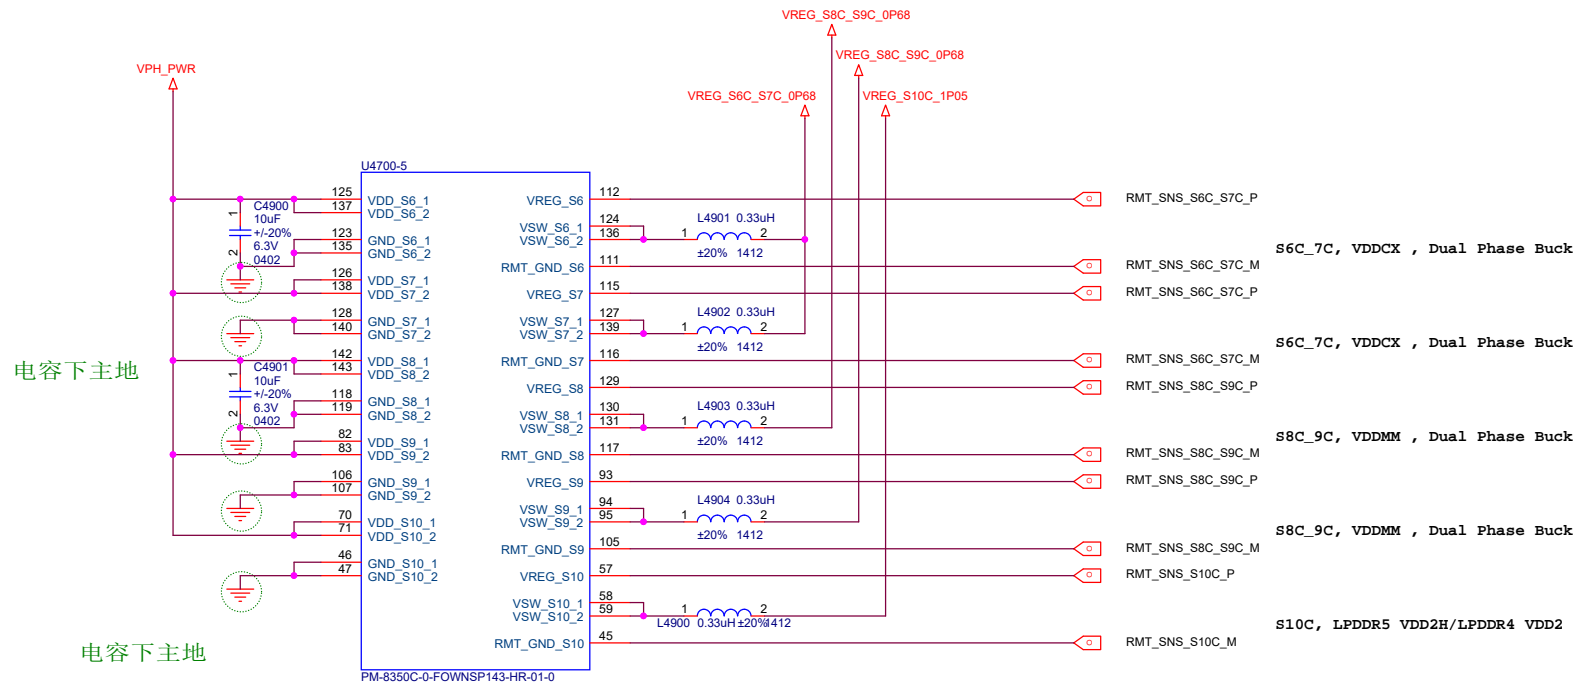 VREG_S8C_S9C_0P68
VREG_S8C_S9C_0P68
VPH_PWR
VREG_S6C_S7C_0P68
VREG_S10C_1P05
U4700-5
125
VDD_S6_1
137
VDD_S6_2
123
GND_S6_1
135
GND_S6_2
126
VDD_S7_1
138
VDD_S7_2
128
GND_S7_1
140
GND_S7_2
142
VDD_S8_1
143
VDD_S8_2
118
GND_S8_1
119
GND_S8_2
82
VDD_S9_1
83
VDD_S9_2
106
GND_S9_1
107
GND_S9_2
70
VDD_S10_1
71
VDD_S10_2
46
GND_S10_1
47
GND_S10_2
1
C4900
10uF
+/-20%
6.3V
0402
2
1
C4901
10uF
+/-20%
6.3V
0402
2
电容下主地
电容下主地
VREG_S6
112
RMT_SNS_S6C_S7C_P
VSW_S6_1
124
VSW_S6_2
136
1
L4901 0.33uH
2
±20% 1412
S6C_7C, VDDCX , Dual Phase Buck
RMT_GND_S6
111
RMT_SNS_S6C_S7C_M
VREG_S7
115
RMT_SNS_S6C_S7C_P
VSW_S7_1
127
VSW_S7_2
139
1
L4902 0.33uH
2
±20% 1412
S6C_7C, VDDCX , Dual Phase Buck
RMT_GND_S7
116
RMT_SNS_S6C_S7C_M
VREG_S8
129
RMT_SNS_S8C_S9C_P
VSW_S8_1
130
VSW_S8_2
131
1
L4903 0.33uH
2
±20% 1412
S8C_9C, VDDMM , Dual Phase Buck
RMT_GND_S8
117
RMT_SNS_S8C_S9C_M
VREG_S9
93
RMT_SNS_S8C_S9C_P
VSW_S9_1
94
VSW_S9_2
95
1
L4904 0.33uH
2
±20% 1412
S8C_9C, VDDMM , Dual Phase Buck
RMT_GND_S9
105
RMT_SNS_S8C_S9C_M
VREG_S10
57
RMT_SNS_S10C_P
VSW_S10_1
58
VSW_S10_2
59
1
2
L4900 0.33uH ±20% 1412
S10C, LPDDR5 VDD2H/LPDDR4 VDD2
RMT_GND_S10
45
RMT_SNS_S10C_M
PM-8350C-0-FOWNSP143-HR-01-0